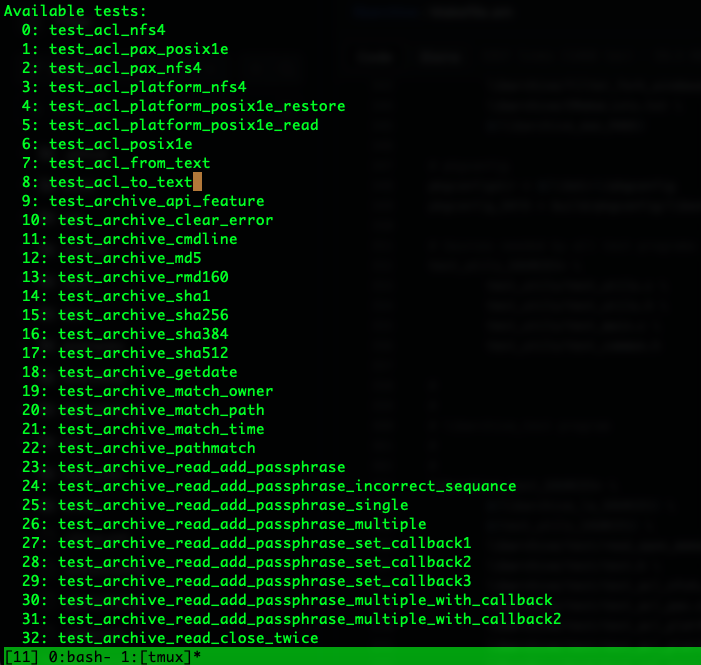 Available tests:
0: test_acl_nfs4
1: test_acl_pax_posix1e
2: test_acl_pax_nfs4
3: test_acl_platform_nfs4
4: test_acl_platform_posix1e_restore
5: test_acl_platform_posix1e_read
6: test_acl_posix1e
7: test_acl_from_text
8: test_acl_to_text
9: test_archive_api_feature
10: test_archive_clear_error
11: test_archive_cmdline
12: test_archive_md5
13: test_archive_rmd160
14: test_archive_sha1
15: test_archive_sha256
16: test_archive_sha384
17: test_archive_sha512
18: test_archive_getdate
19: test_archive_match_owner
20: test_archive_match_path
21: test_archive_match_time
22: test_archive_pathmatch
23: test_archive_read_add_passphrase
24: test_archive_read_add_passphrase_incorrect_sequance
25: test_archive_read_add_passphrase_single
26: test_archive_read_add_passphrase_multiple
27: test_archive_read_add_passphrase_set_callback1
28: test_archive_read_add_passphrase_set_callback2
29: test_archive_read_add_passphrase_set_callback3
30: test_archive_read_add_passphrase_multiple_with_callback
31: test_archive_read_add_passphrase_multiple_with_callback2
32: test_archive_read_close_twice
[11] 0:bash- 1:[tmux]*